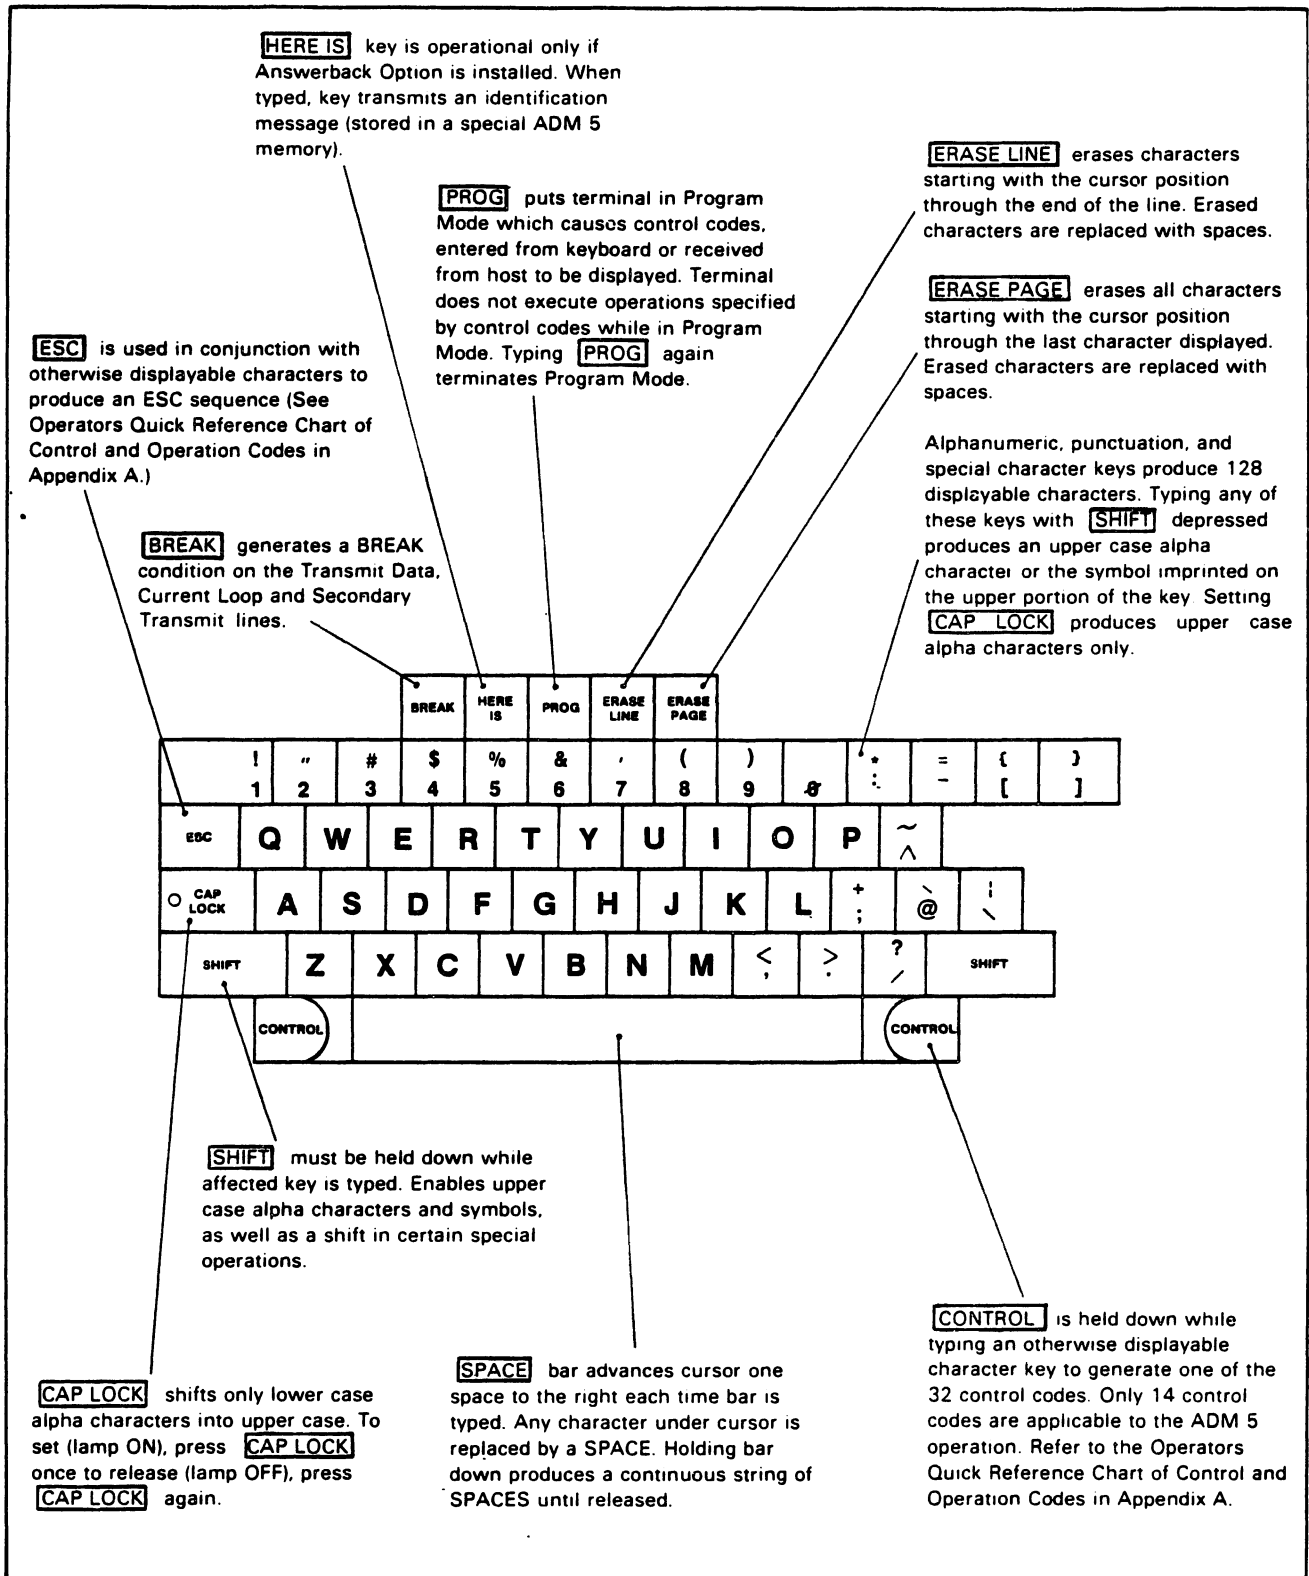 HERE IS key is operational only if
Answerback Option is installed. When
typed, key transmits an identification
message (stored in a special ADM 5
memory).
PROG puts terminal in Program
Mode which causes control codes,
entered from keyboard or received
from host to be displayed. Terminal
does not execute operations specified
by control codes while in Program
Mode. Typing PROG again
terminates Program Mode.
ERASE LINE erases characters
starting with the cursor position
through the end of the line. Erased
characters are replaced with spaces.
ERASE PAGE erases all characters
starting with the cursor position
through the last character displayed.
Erased characters are replaced with
spaces.
ESC is used in conjunction with
otherwise displayable characters to
produce an ESC sequence (See
Operators Quick Reference Chart of
Control and Operation Codes in
Appendix A.)
Alphanumeric, punctuation, and
special character keys produce 128
displayable characters. Typing any of
these keys with SHIFT depressed
produces an upper case alpha
character or the symbol imprinted on
the upper portion of the key. Setting
CAP LOCK produces upper case
alpha characters only.
BREAK generates a BREAK
condition on the Transmit Data,
Current Loop and Secondary
Transmit lines.
BREAK HERE IS PROG ERASE LINE ERASE PAGE
! " # $ % & ' ( ) * = { }
1 2 3 4 5 6 7 8 9 0 : - [ ]
ESC Q W E R T Y U I O P ~ ^
CAP LOCK A S D F G H J K L + ; ` @ ¦ \
SHIFT Z X C V B N M < , > . ? / SHIFT
CONTROL CONTROL
SHIFT must be held down while
affected key is typed. Enables upper
case alpha characters and symbols,
as well as a shift in certain special
operations.
CAP LOCK shifts only lower case
alpha characters into upper case. To
set (lamp ON), press CAP LOCK
once to release (lamp OFF), press
CAP LOCK again.
SPACE bar advances cursor one
space to the right each time bar is
typed. Any character under cursor is
replaced by a SPACE. Holding bar
down produces a continuous string of
SPACES until released.
CONTROL is held down while
typing an otherwise displayable
character key to generate one of the
32 control codes. Only 14 control
codes are applicable to the ADM 5
operation. Refer to the Operators
Quick Reference Chart of Control and
Operation Codes in Appendix A.